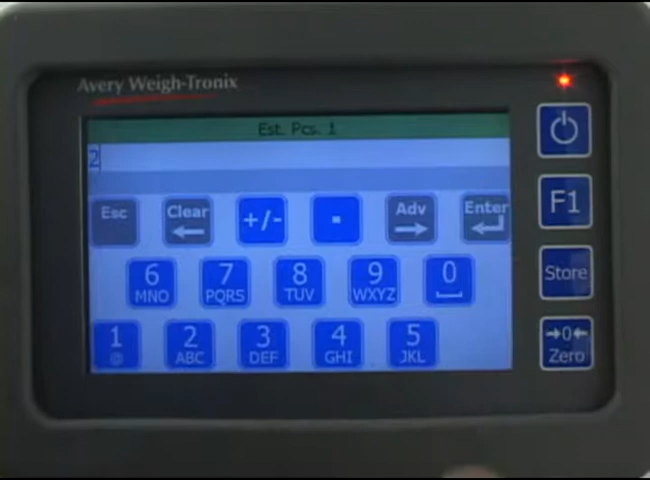 Avery Weigh-Tronix
Est. Pcs. 1
2
Esc Clear +/- . Adv Enter F1
6 MNO 7 PQRS 8 TUV 9 WXYZ 0 Store
1 @ 2 ABC 3 DEF 4 GHI 5 JKL →0← Zero